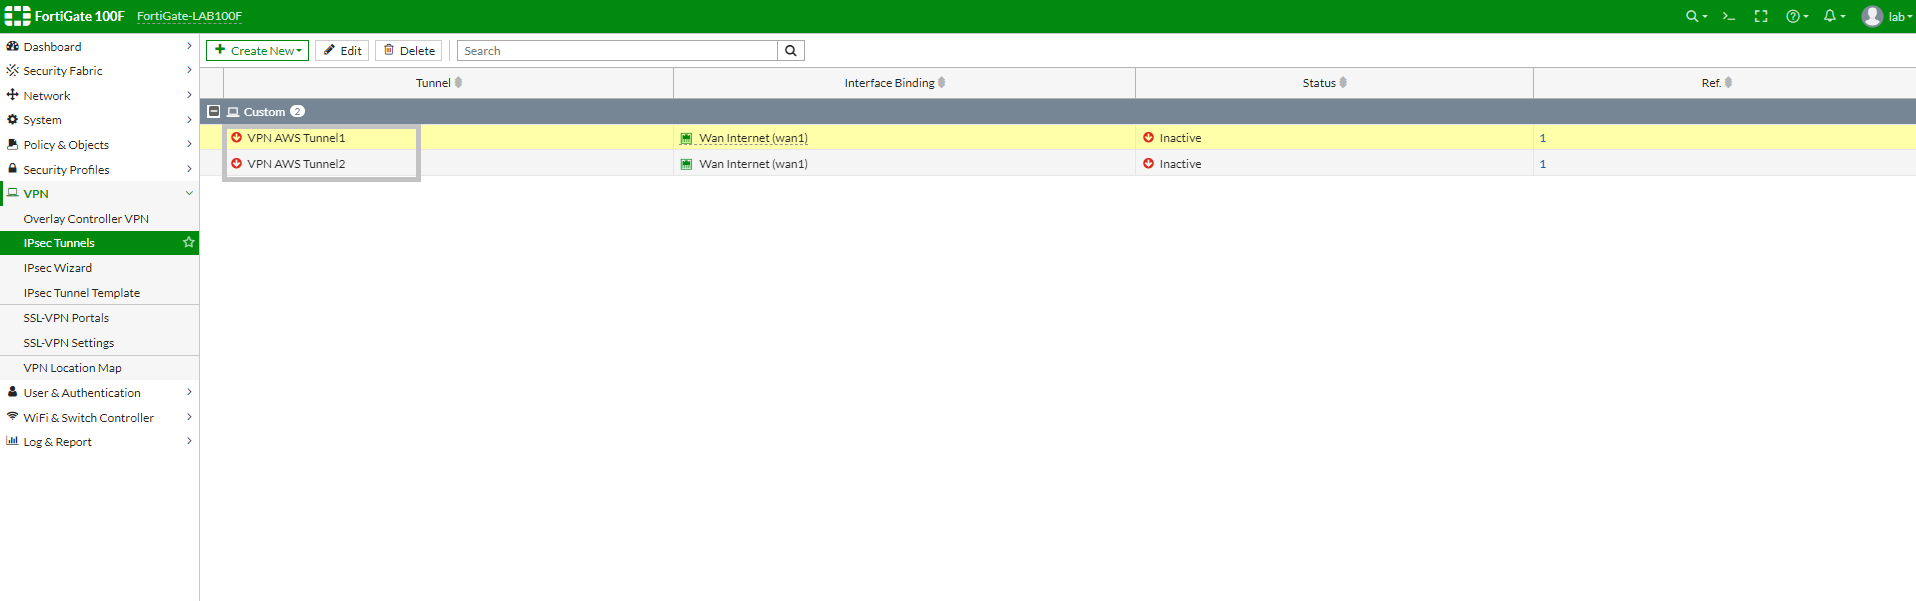 FortiGate 100F FortiGate-LAB100F lab
Dashboard
Security Fabric
Network
System
Policy & Objects
Security Profiles
VPN
Overlay Controller VPN
IPsec Tunnels
IPsec Wizard
IPsec Tunnel Template
SSL-VPN Portals
SSL-VPN Settings
VPN Location Map
User & Authentication
WiFi & Switch Controller
Log & Report
Create New Edit Delete Search
Tunnel Interface Binding Status Ref.
Custom 2
VPN AWS Tunnel1 Wan Internet (wan1) Inactive 1
VPN AWS Tunnel2 Wan Internet (wan1) Inactive 1